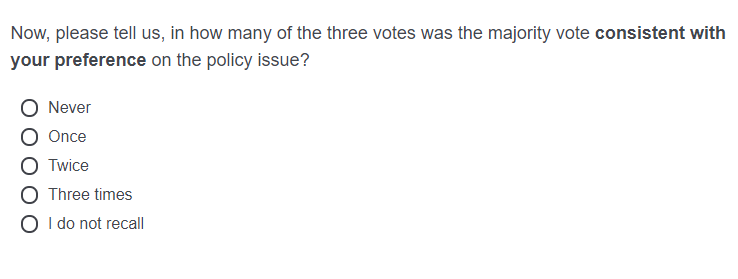 Now, please tell us, in how many of the three votes was the majority vote consistent with
your preference on the policy issue?
Never
Once
Twice
Three times
I do not recall